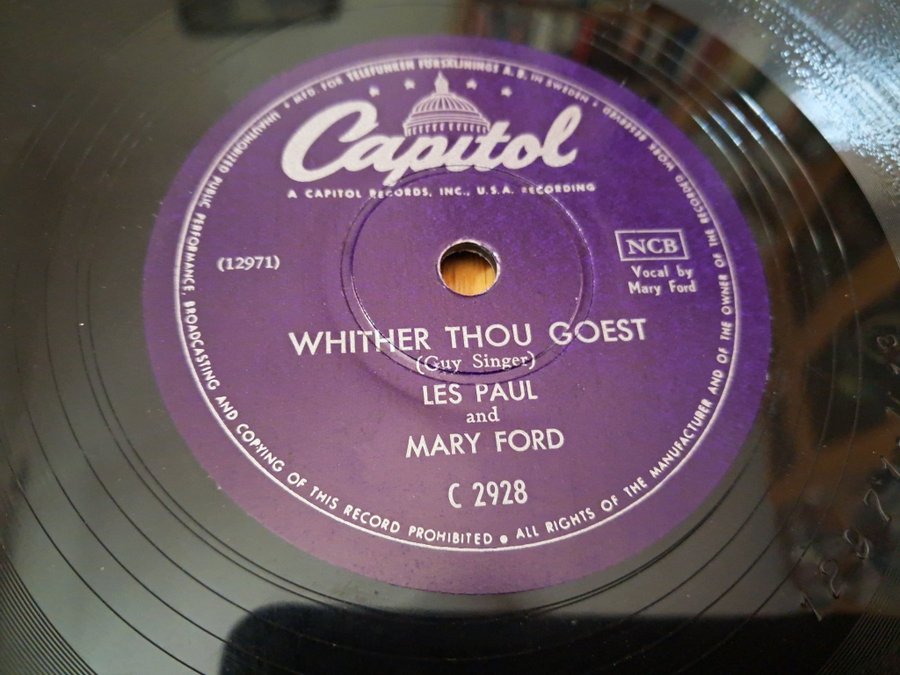 MFD. FOR TELEFUNKEN FÖRSÄLJNINGS A.B. IN SWEDEN •
Capitol
A CAPITOL RECORDS, INC., U.S.A. RECORDING
(12971)
NCB
Vocal by
Mary Ford
WHITHER THOU GOEST
(Guy Singer)
LES PAUL
and
MARY FORD
C 2928
UNAUTHORIZED PUBLIC PERFORMANCE, BROADCASTING AND COPYING OF THIS RECORD PROHIBITED • ALL RIGHTS OF THE MANUFACTURER AND OF THE OWNER OF THE RECORDED WORK RESERVED